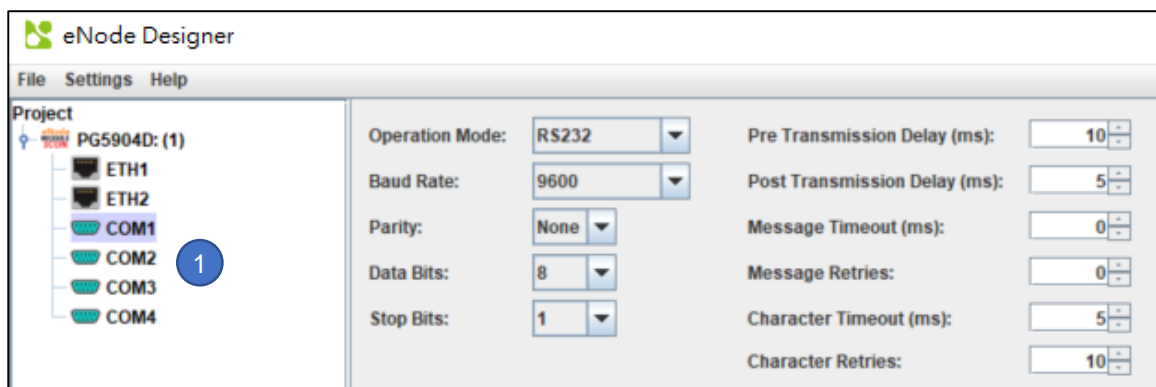 eNode Designer
File Settings Help
Project
PG5904D: (1)
ETH1
ETH2
COM1
COM2
COM3
COM4
1
Operation Mode: RS232 Pre Transmission Delay (ms): 10
Baud Rate: 9600 Post Transmission Delay (ms): 5
Parity: None Message Timeout (ms): 0
Data Bits: 8 Message Retries: 0
Stop Bits: 1 Character Timeout (ms): 5
Character Retries: 10